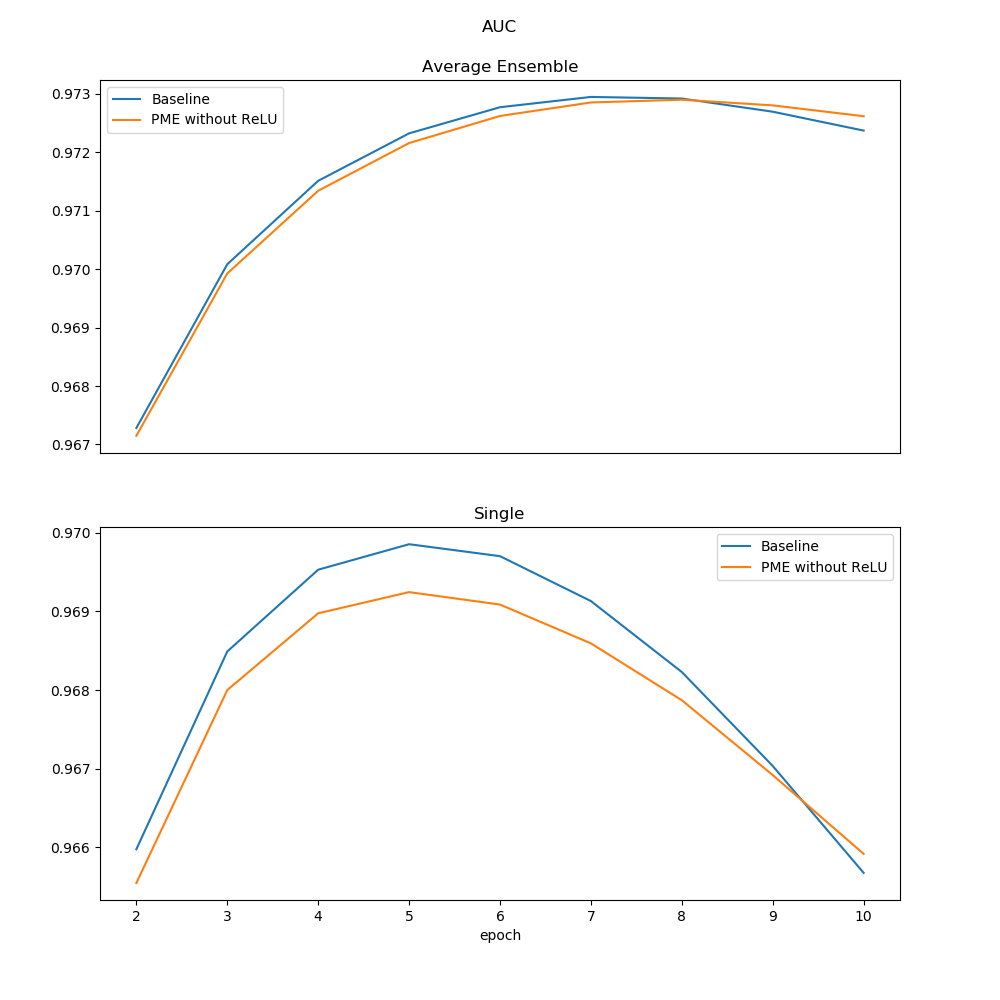 AUC
Average Ensemble
Baseline
PME without ReLU
0.973
0.972
0.971
0.970
0.969
0.968
0.967
Single
Baseline
PME without ReLU
0.970
0.969
0.968
0.967
0.966
2 3 4 5 6 7 8 9 10
epoch